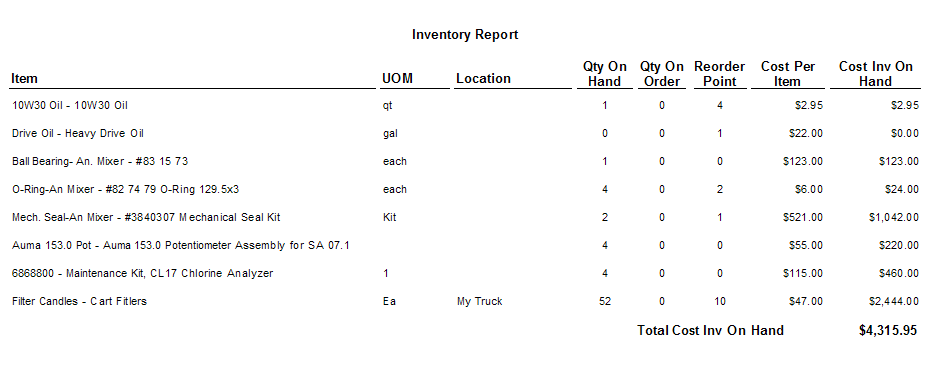 Inventory Report
Item UOM Location Qty On Hand Qty On Order Reorder Point Cost Per Item Cost Inv On Hand
10W30 Oil - 10W30 Oil qt 1 0 4 $2.95 $2.95
Drive Oil - Heavy Drive Oil gal 0 0 1 $22.00 $0.00
Ball Bearing- An. Mixer - #83 15 73 each 1 0 0 $123.00 $123.00
O-Ring-An Mixer - #82 74 79 O-Ring 129.5x3 each 4 0 2 $6.00 $24.00
Mech. Seal-An Mixer - #3840307 Mechanical Seal Kit Kit 2 0 1 $521.00 $1,042.00
Auma 153.0 Pot - Auma 153.0 Potentiometer Assembly for SA 07.1 4 0 0 $55.00 $220.00
6868800 - Maintenance Kit, CL17 Chlorine Analyzer 1 4 0 0 $115.00 $460.00
Filter Candles - Cart Fitlers Ea My Truck 52 0 10 $47.00 $2,444.00
Total Cost Inv On Hand $4,315.95